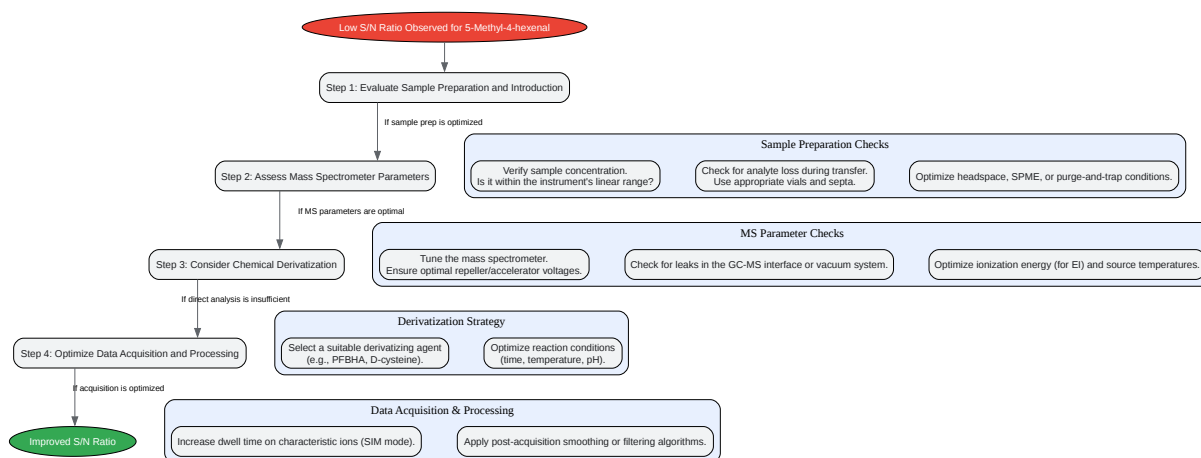 Low S/N Ratio Observed for 5-Methyl-4-hexenal
Step 1: Evaluate Sample Preparation and Introduction
If sample prep is optimized
Sample Preparation Checks
Verify sample concentration.
Is it within the instrument's linear range?
Check for analyte loss during transfer.
Use appropriate vials and septa.
Optimize headspace, SPME, or purge-and-trap conditions.
Step 2: Assess Mass Spectrometer Parameters
If MS parameters are optimal
MS Parameter Checks
Tune the mass spectrometer.
Ensure optimal repeller/accelerator voltages.
Check for leaks in the GC-MS interface or vacuum system.
Optimize ionization energy (for EI) and source temperatures.
Step 3: Consider Chemical Derivatization
If direct analysis is insufficient
Derivatization Strategy
Select a suitable derivatizing agent
(e.g., PFBHA, D-cysteine).
Optimize reaction conditions
(time, temperature, pH).
Step 4: Optimize Data Acquisition and Processing
If acquisition is optimized
Data Acquisition & Processing
Increase dwell time on characteristic ions (SIM mode).
Apply post-acquisition smoothing or filtering algorithms.
Improved S/N Ratio